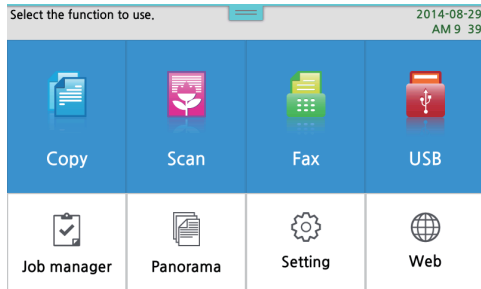 Select the function to use.
2014-08-29
AM 9 39
Copy Scan Fax USB
Job manager Panorama Setting Web